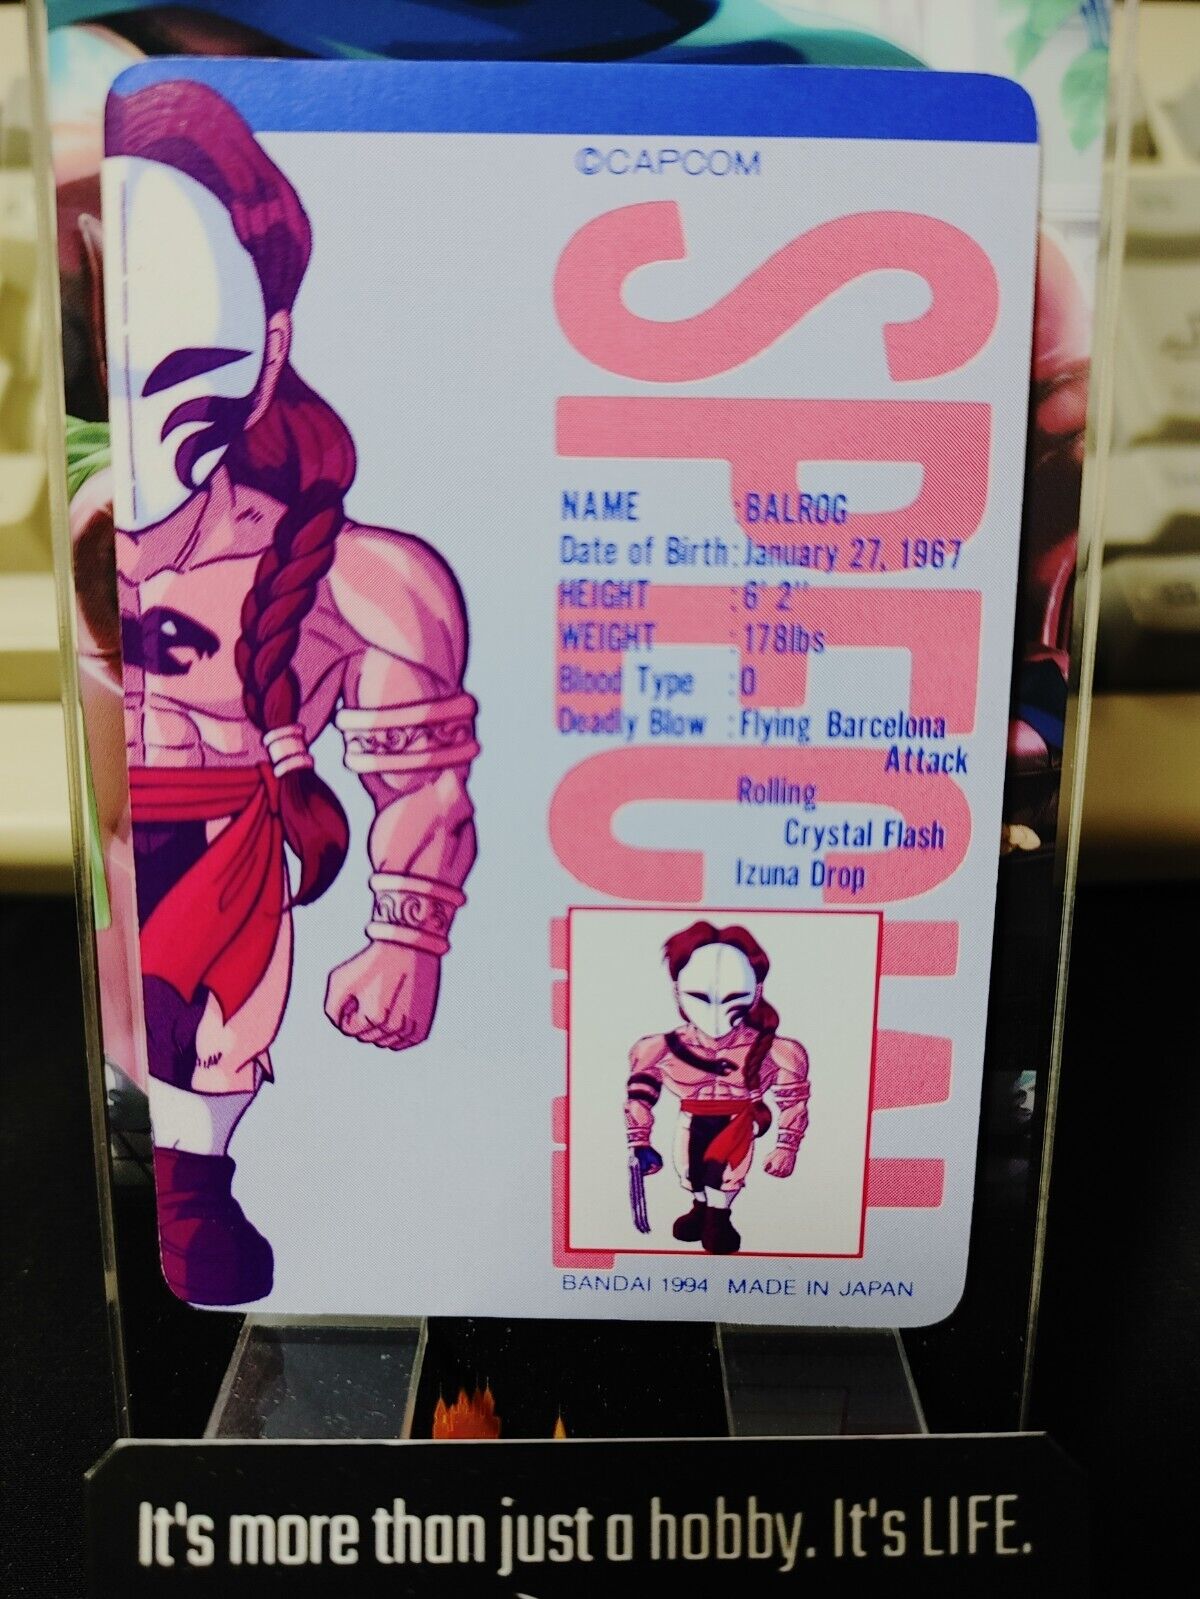 ©CAPCOM
SPECIAL
NAME :BALROG
Date of Birth:January 27, 1967
HEIGHT :6' 2"
WEIGHT :178lbs
Blood Type :O
Deadly Blow :Flying Barcelona
Attack
Rolling
Crystal Flash
Izuna Drop
BANDAI 1994 MADE IN JAPAN
It's more than just a hobby. It's LIFE.